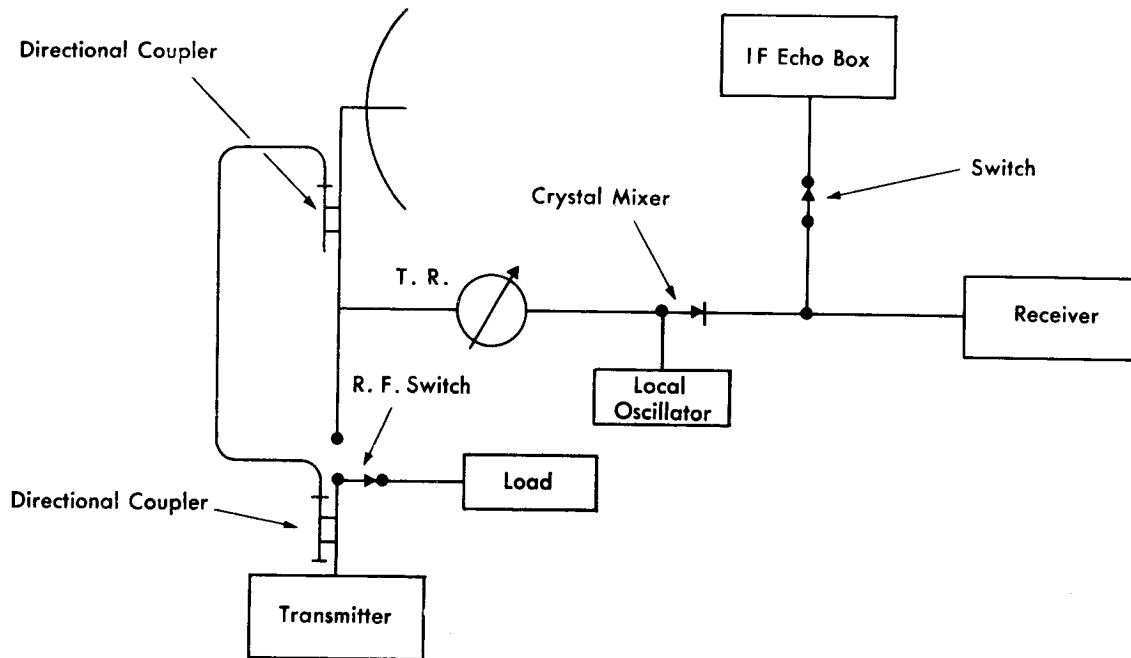 Directional Coupler
IF Echo Box
Switch
Crystal Mixer
T. R.
Receiver
Local
Oscillator
R. F. Switch
Load
Directional Coupler
Transmitter